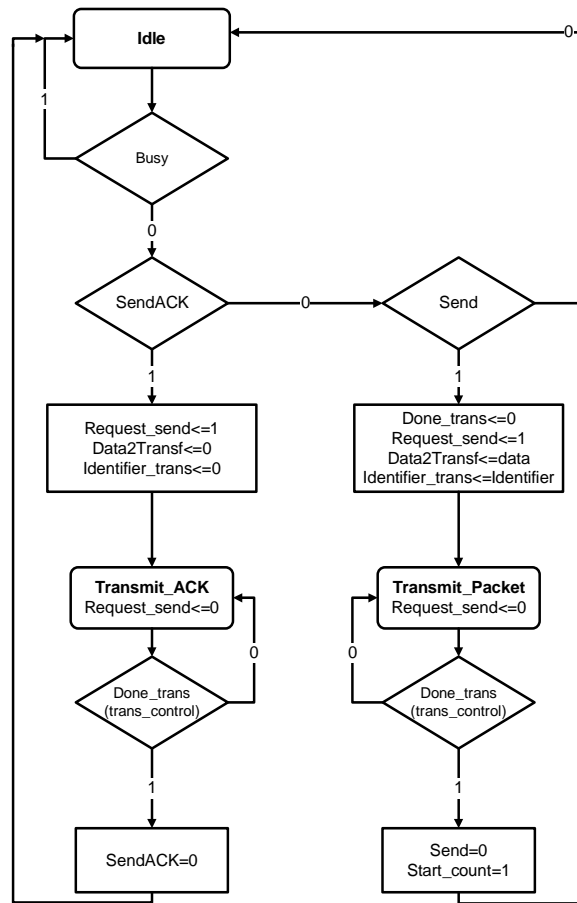 Idle
0
1
Busy
0
SendACK
0
Send
1
1
Request_send<=1
Data2Transf<=0
Identifier_trans<=0
Done_trans<=0
Request_send<=1
Data2Transf<=data
Identifier_trans<=Identifier
Transmit_ACK
Request_send<=0
Transmit_Packet
Request_send<=0
0
0
Done_trans
(trans_control)
Done_trans
(trans_control)
1
1
SendACK=0
Send=0
Start_count=1